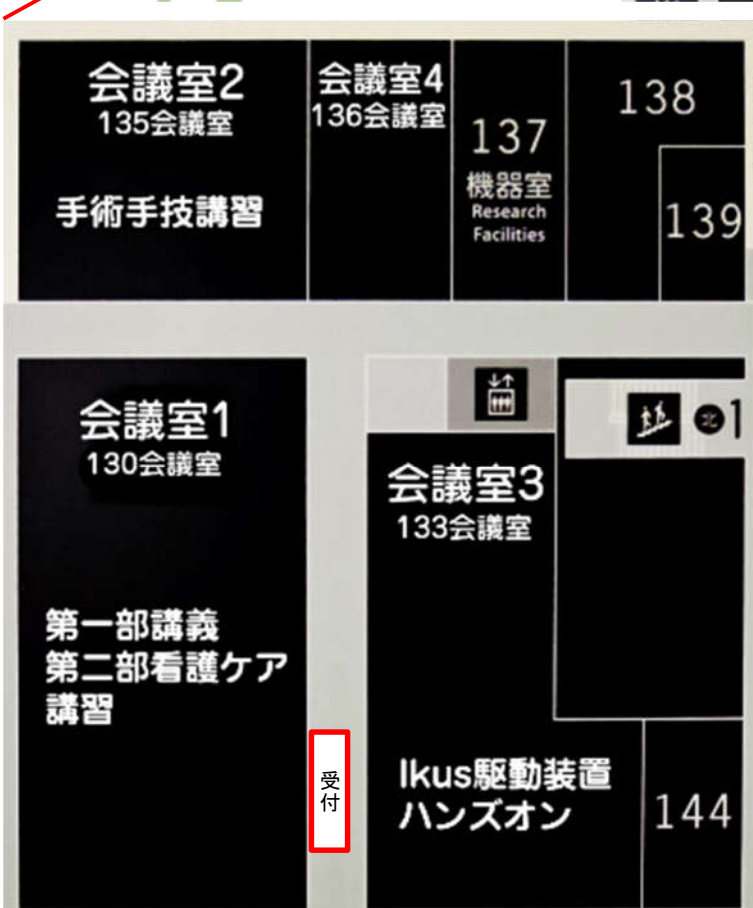 会議室2
135会議室
手術手技講習
会議室4
136会議室
137
機器室
Research
Facilities
138
139
会議室1
130会議室
第一部講義
第二部看護ケア
講習
受付
会議室3
133会議室
Ikus駆動装置
ハンズオン
北1
144